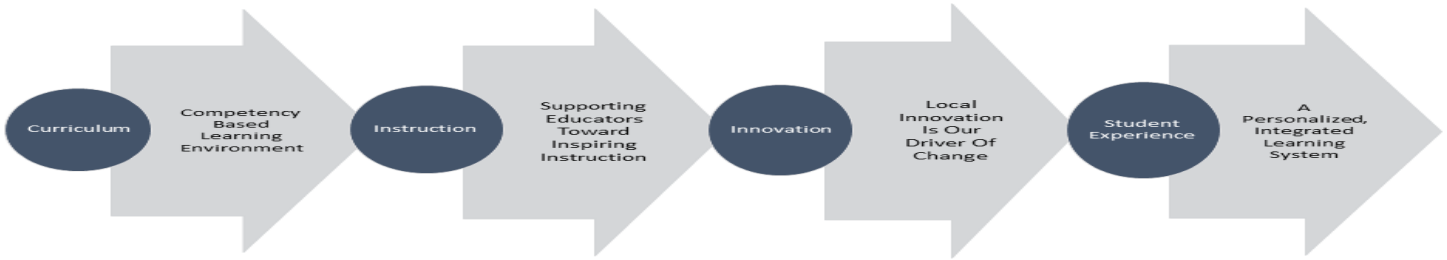 Curriculum
Competency
Based
Learning
Environment
Instruction
Supporting
Educators
Toward
Inspiring
Instruction
Innovation
Local
Innovation
Is Our
Driver Of
Change
Student
Experience
A
Personalized,
Integrated
Learning
System